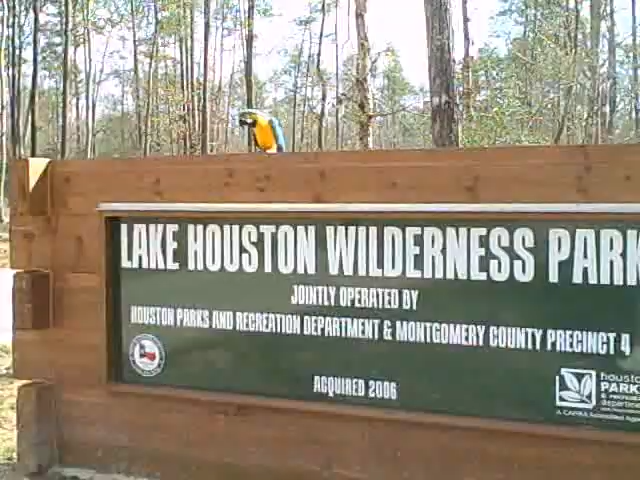 LAKE HOUSTON WILDERNESS PARK
JOINTLY OPERATED BY
HOUSTON PARKS AND RECREATION DEPARTMENT & MONTGOMERY COUNTY PRECINCT 4
ACQUIRED 2006
PARKS